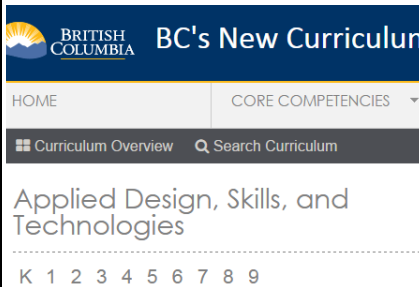 BRITISH
COLUMBIA
BC's New Curriculum
HOME
CORE COMPETENCIES
Curriculum Overview
Search Curriculum
Applied Design, Skills, and
Technologies
K 1 2 3 4 5 6 7 8 9